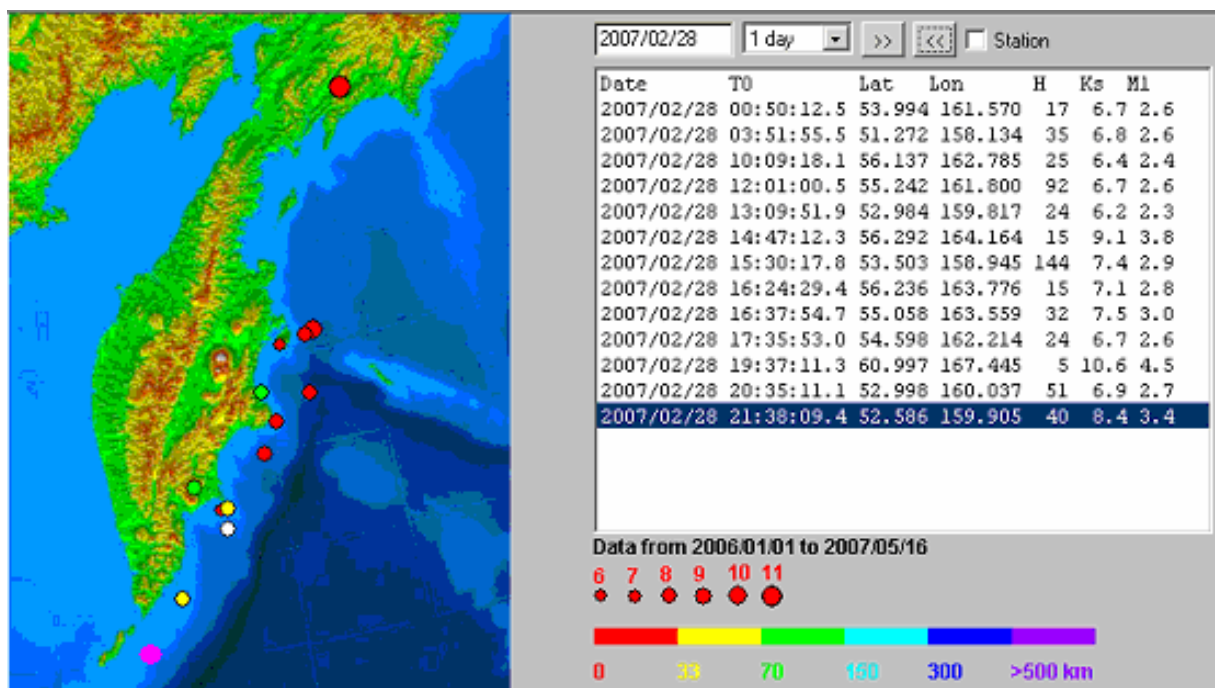 2007/02/28 1 day >> << Station
Date T0 Lat Lon H Ks Ml
2007/02/28 00:50:12.5 53.994 161.570 17 6.7 2.6
2007/02/28 03:51:55.5 51.272 158.134 35 6.8 2.6
2007/02/28 10:09:18.1 56.137 162.785 25 6.4 2.4
2007/02/28 12:01:00.5 55.242 161.800 92 6.7 2.6
2007/02/28 13:09:51.9 52.984 159.817 24 6.2 2.3
2007/02/28 14:47:12.3 56.292 164.164 15 9.1 3.8
2007/02/28 15:30:17.8 53.503 158.945 144 7.4 2.9
2007/02/28 16:24:29.4 56.236 163.776 15 7.1 2.8
2007/02/28 16:37:54.7 55.058 163.559 32 7.5 3.0
2007/02/28 17:35:53.0 54.598 162.214 24 6.7 2.6
2007/02/28 19:37:11.3 60.997 167.445 5 10.6 4.5
2007/02/28 20:35:11.1 52.998 160.037 51 6.9 2.7
2007/02/28 21:38:09.4 52.586 159.905 40 8.4 3.4
Data from 2006/01/01 to 2007/05/16
6 7 8 9 10 11
0 33 70 150 300 >500 km